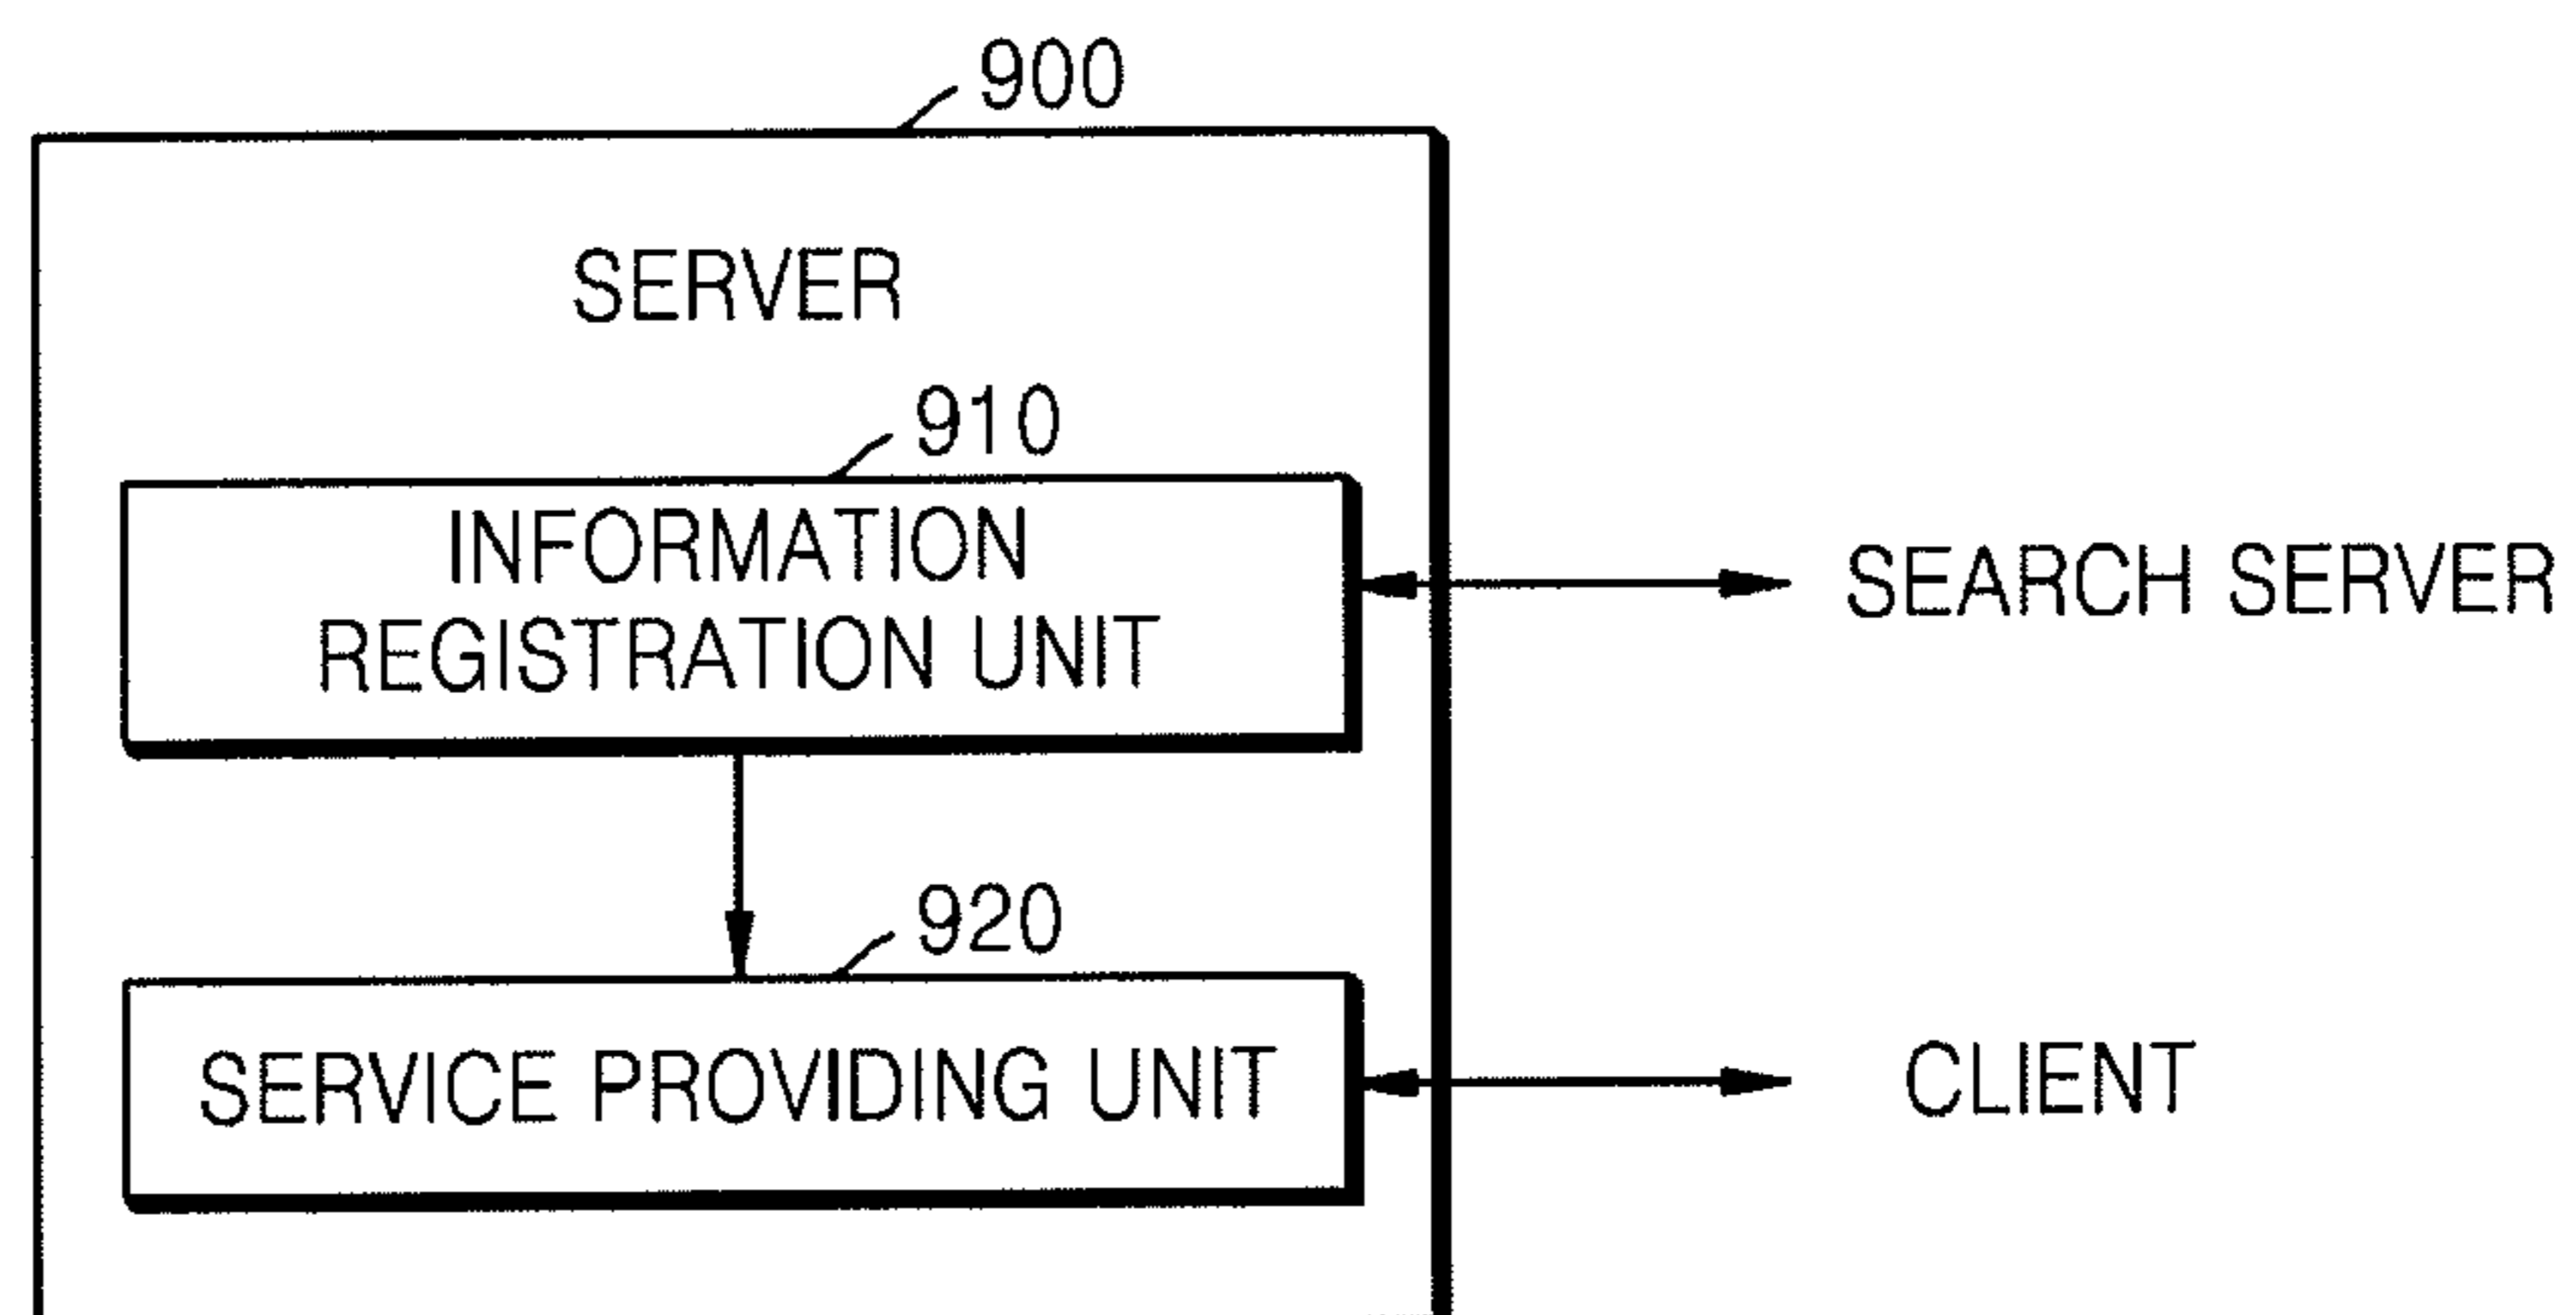 900
SERVER
910
INFORMATION
REGISTRATION UNIT
SEARCH SERVER
920
SERVICE PROVIDING UNIT
CLIENT